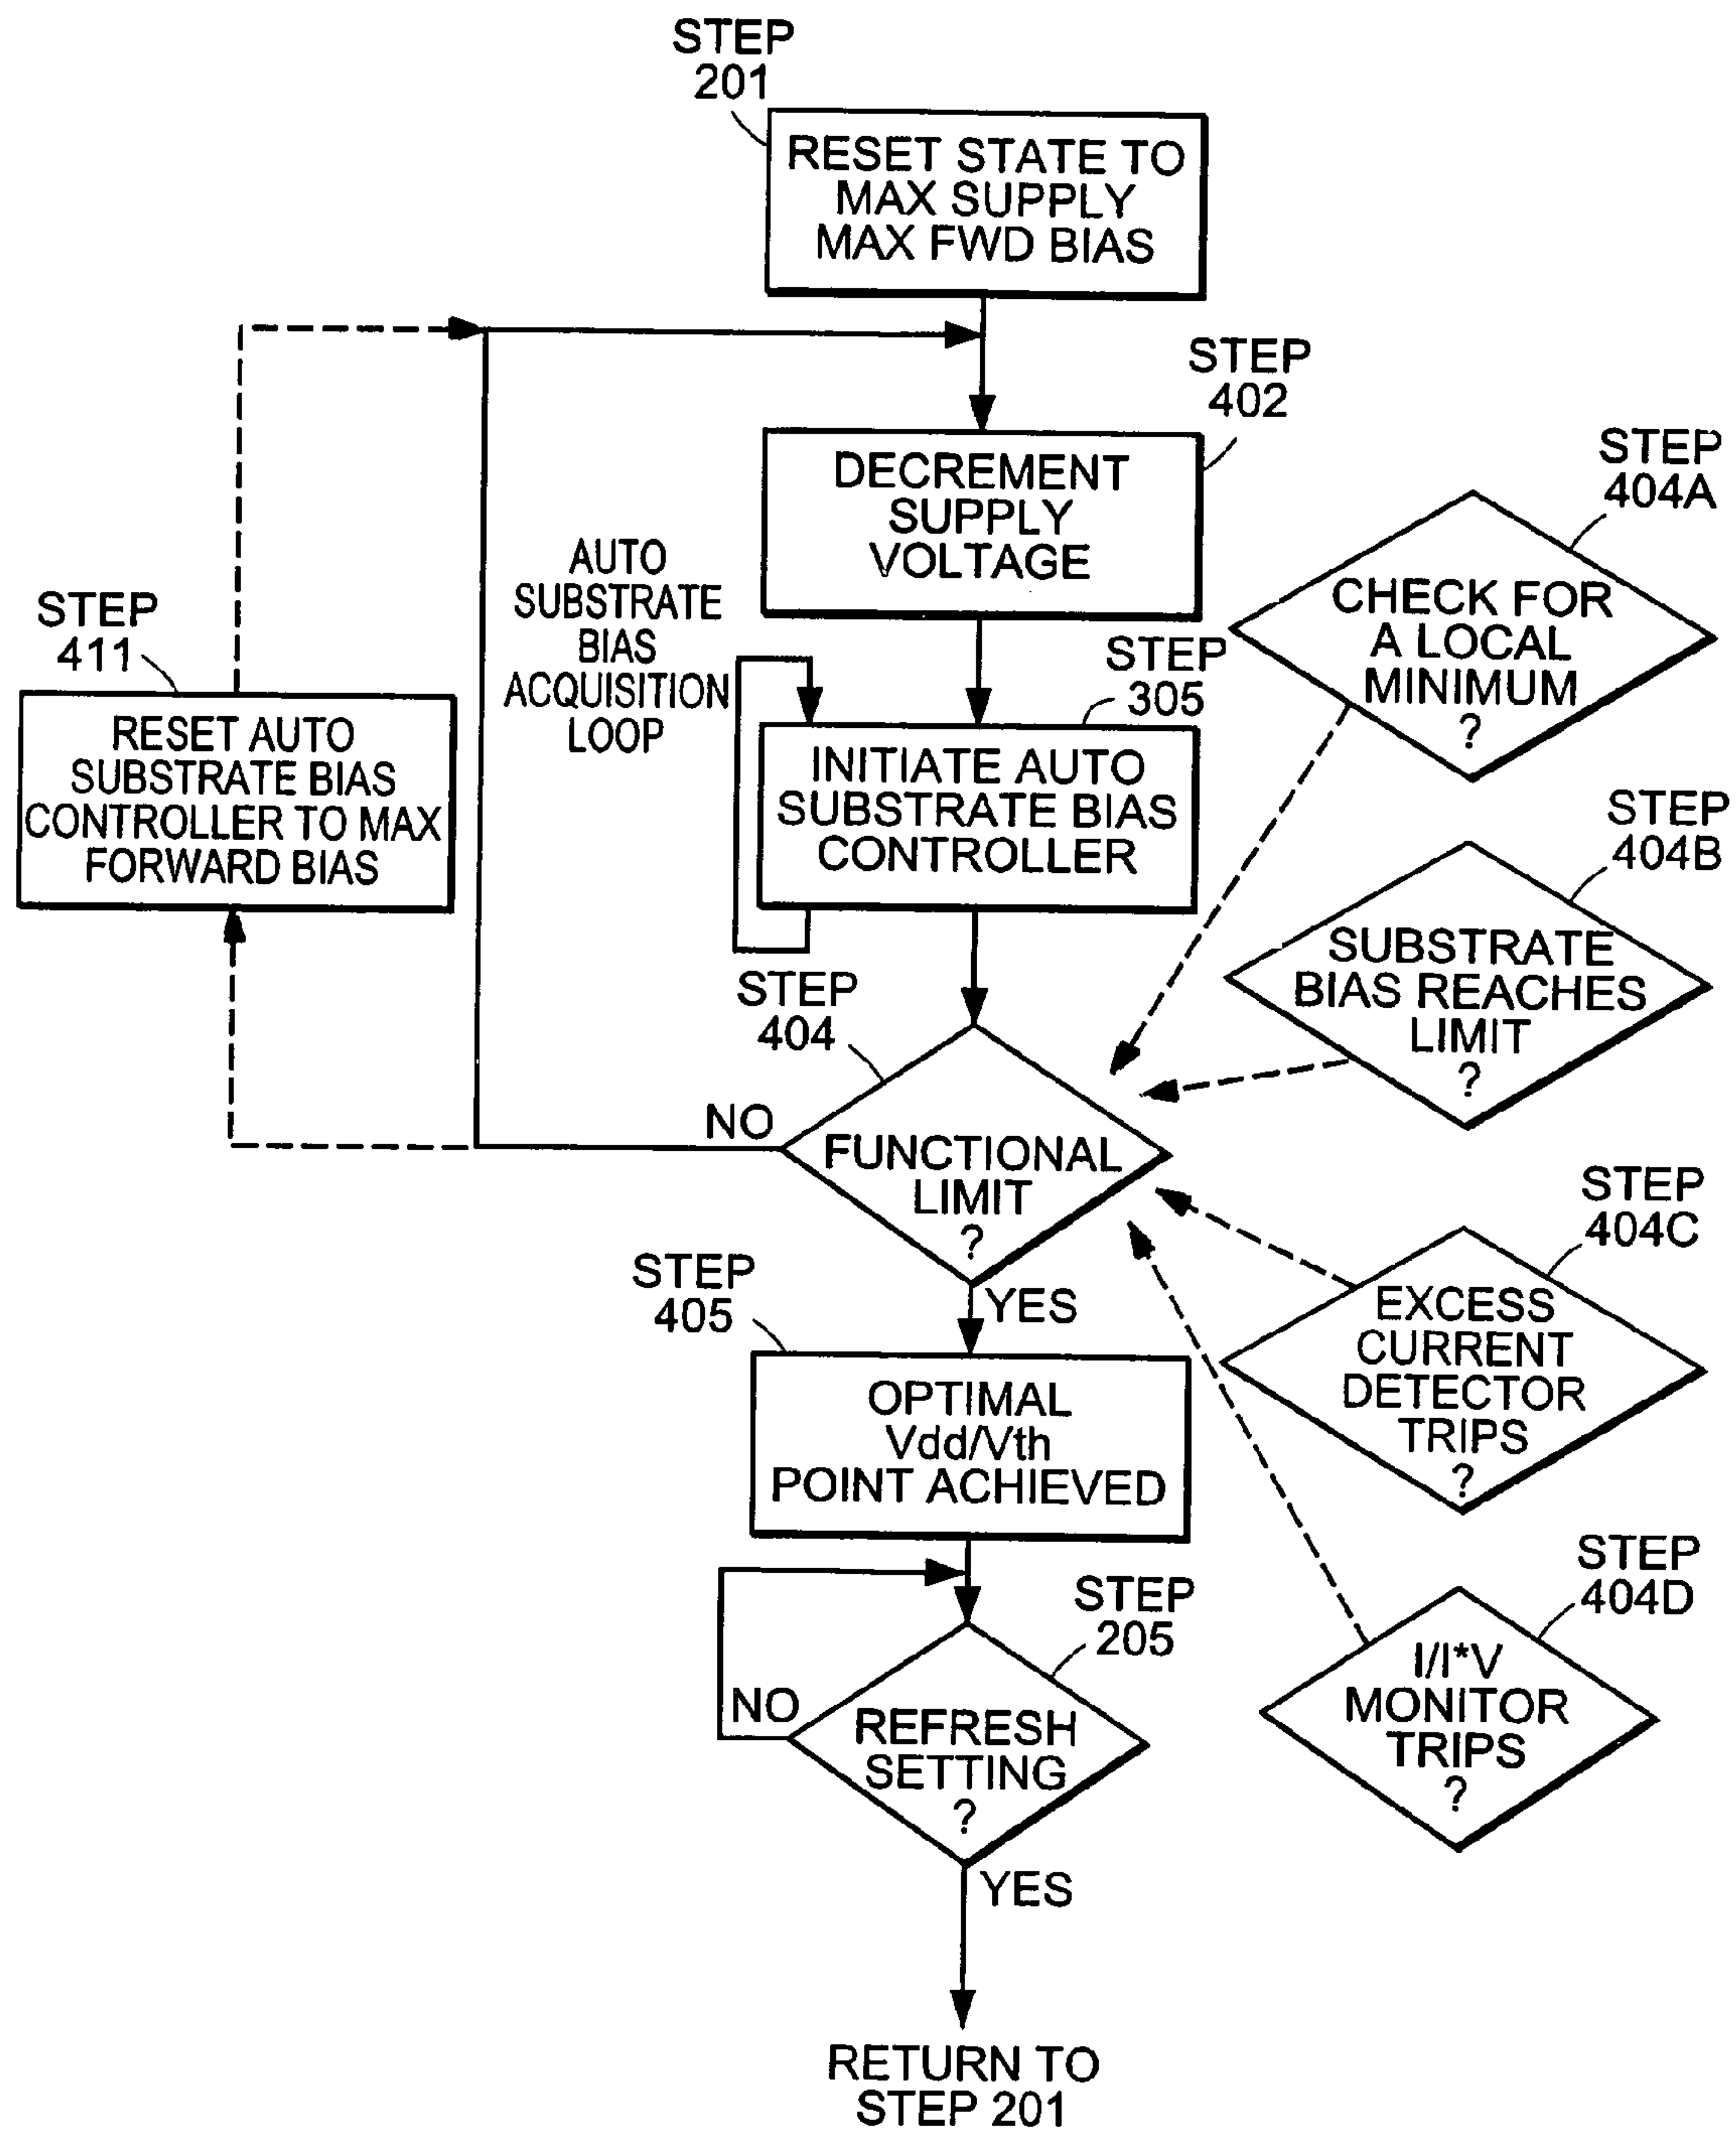 STEP
201
RESET STATE TO
MAX SUPPLY
MAX FWD BIAS
STEP
402
DECREMENT
SUPPLY
VOLTAGE
STEP
404A
CHECK FOR
A LOCAL
MINIMUM
?
AUTO
SUBSTRATE
BIAS
ACQUISITION
LOOP
STEP
411
RESET AUTO
SUBSTRATE BIAS
CONTROLLER TO MAX
FORWARD BIAS
STEP
305
INITIATE AUTO
SUBSTRATE BIAS
CONTROLLER
STEP
404B
SUBSTRATE
BIAS REACHES
LIMIT
?
STEP
404
NO
FUNCTIONAL
LIMIT
?
YES
STEP
404C
EXCESS
CURRENT
DETECTOR
TRIPS
?
STEP
405
OPTIMAL
Vdd/Vth
POINT ACHIEVED
STEP
404D
I/I*V
MONITOR
TRIPS
?
STEP
205
NO
REFRESH
SETTING
?
YES
RETURN TO
STEP 201